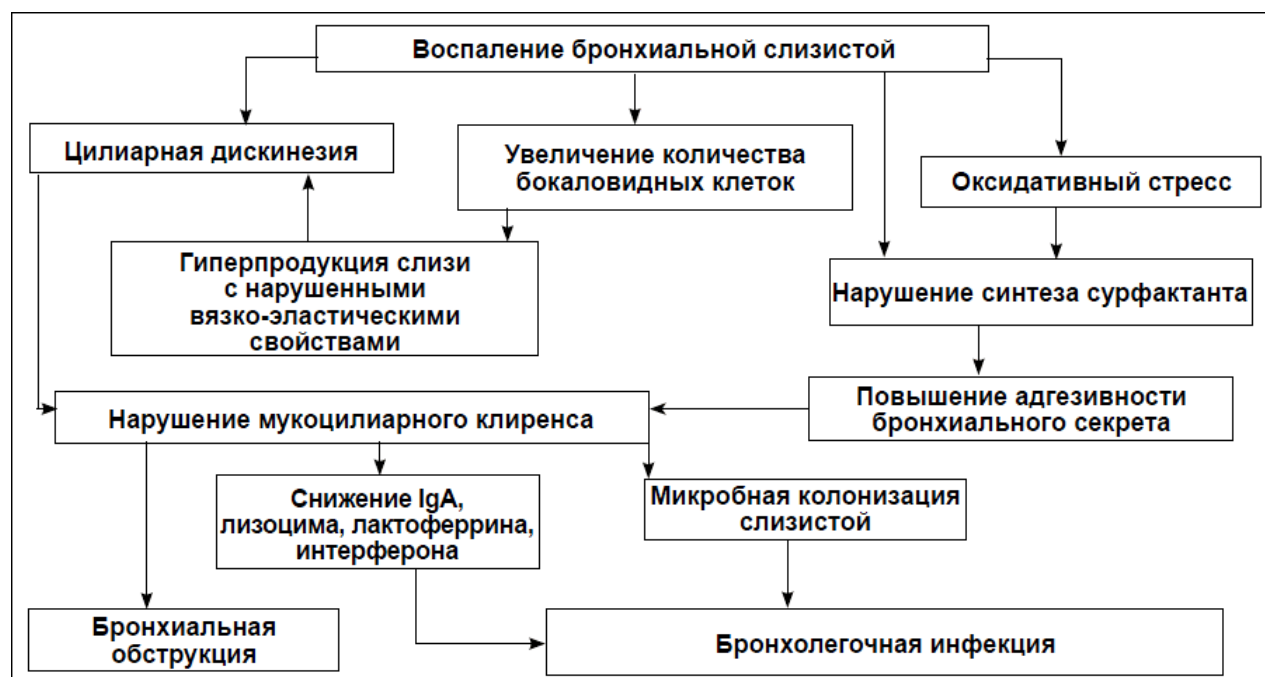 Воспаление бронхиальной слизистой
Цилиарная дискинезия
Увеличение количества
бокаловидных клеток
Оксидативный стресс
Гиперпродукция слизи
с нарушенными
вязко-эластическими
свойствами
Нарушение синтеза сурфактанта
Повышение адгезивности
бронхиального секрета
Нарушение мукоцилиарного клиренса
Снижение IgA,
лизоцима, лактоферрина,
интерферона
Микробная колонизация
слизистой
Бронхиальная
обструкция
Бронхолегочная инфекция